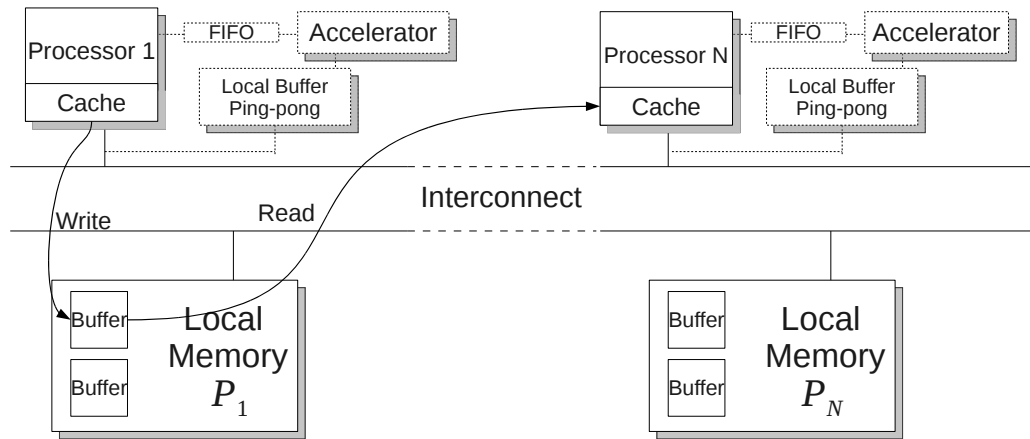 Processor 1
Cache
FIFO
Accelerator
Local Buffer
Ping-pong
Processor N
Cache
FIFO
Accelerator
Local Buffer
Ping-pong
Interconnect
Write
Read
Buffer
Buffer
Local
Memory
P1
Buffer
Buffer
Local
Memory
PN